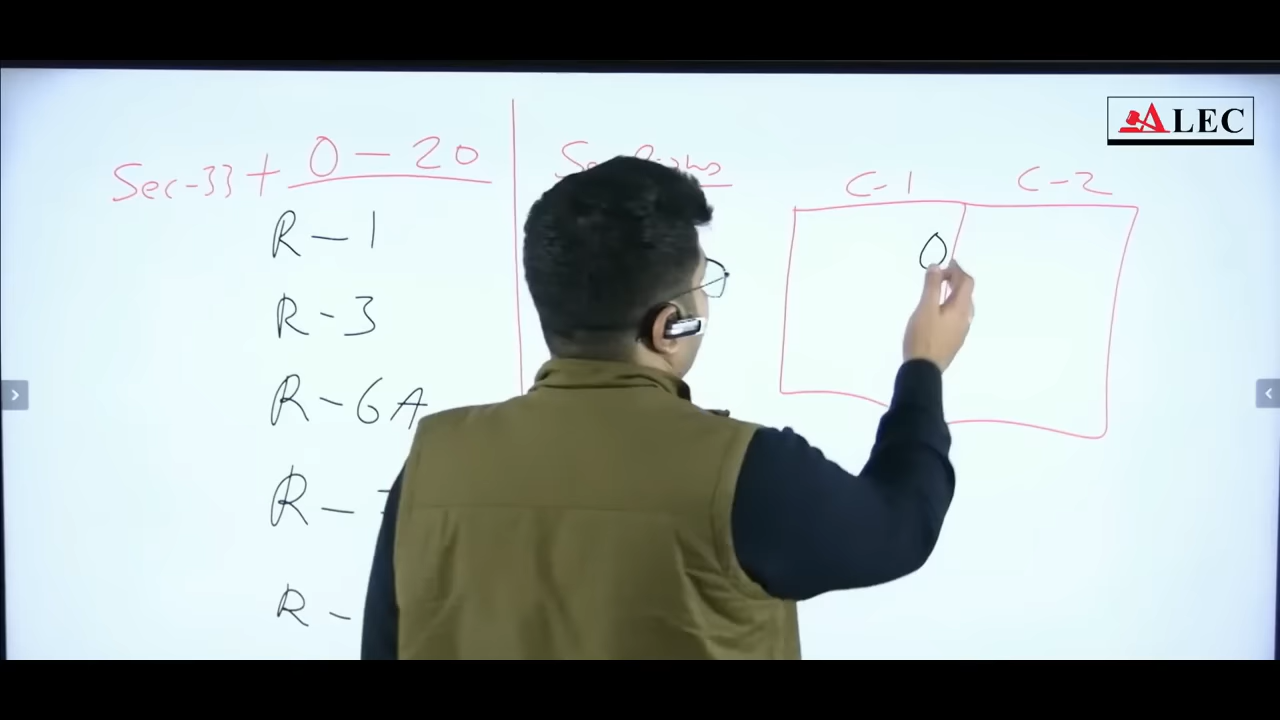 ALEC
Sec-33 + O - 20
C-1
C-2
R - 1
R - 3
R - 6A
R -
R -